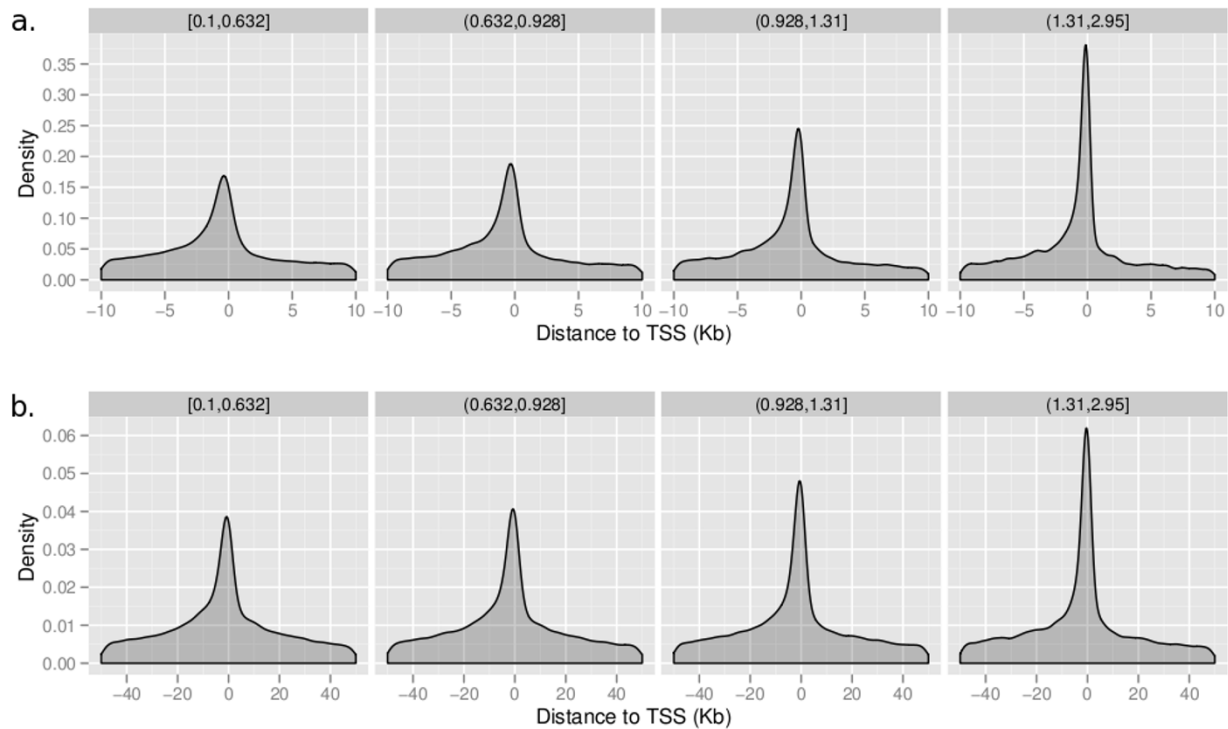 a.
[0.1,0.632] (0.632,0.928] (0.928,1.31] (1.31,2.95]
Density
0.35
0.30
0.25
0.20
0.15
0.10
0.05
0.00
−10 −5 0 5 10 −10 −5 0 5 10 −10 −5 0 5 10 −10 −5 0 5 10
Distance to TSS (Kb)
b.
[0.1,0.632] (0.632,0.928] (0.928,1.31] (1.31,2.95]
Density
0.06
0.05
0.04
0.03
0.02
0.01
0.00
−40 −20 0 20 40 −40 −20 0 20 40 −40 −20 0 20 40 −40 −20 0 20 40
Distance to TSS (Kb)